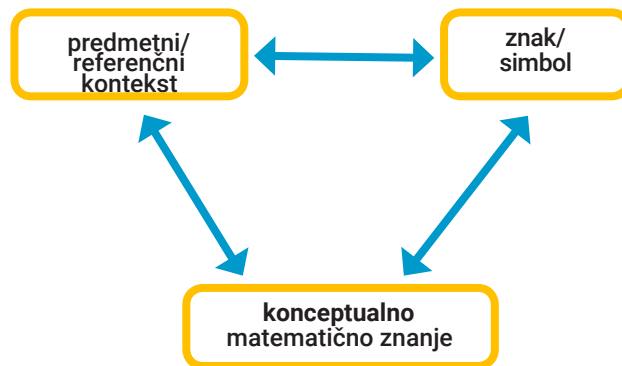 predmetni/
referenčni
kontekst
znak/
simbol
konceptualno
matematično znanje